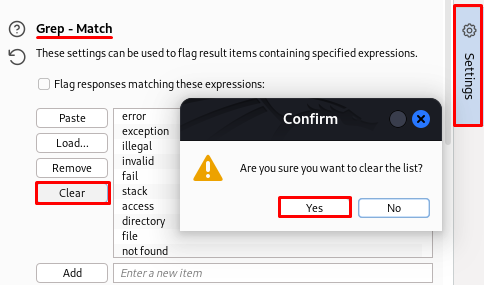 Grep - Match
These settings can be used to flag result items containing specified expressions.
Flag responses matching these expressions:
Paste
Load...
Remove
Clear
Add
error
exception
illegal
invalid
fail
stack
access
directory
file
not found
Enter a new item
Confirm
Are you sure you want to clear the list?
Yes
No
Settings